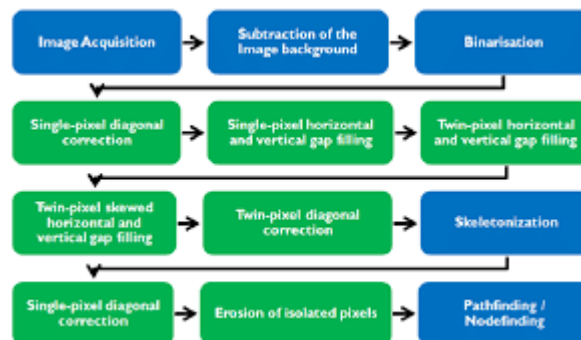 Image Acquisition
Subtraction of the
Image background
Binarisation
Single-pixel diagonal
correction
Single-pixel horizontal
and vertical gap filling
Twin-pixel horizontal
and vertical gap filling
Twin-pixel skewed
horizontal and
vertical gap filling
Twin-pixel diagonal
correction
Skeletonization
Single-pixel diagonal
correction
Erosion of isolated pixels
Pathfinding /
Nodefinding